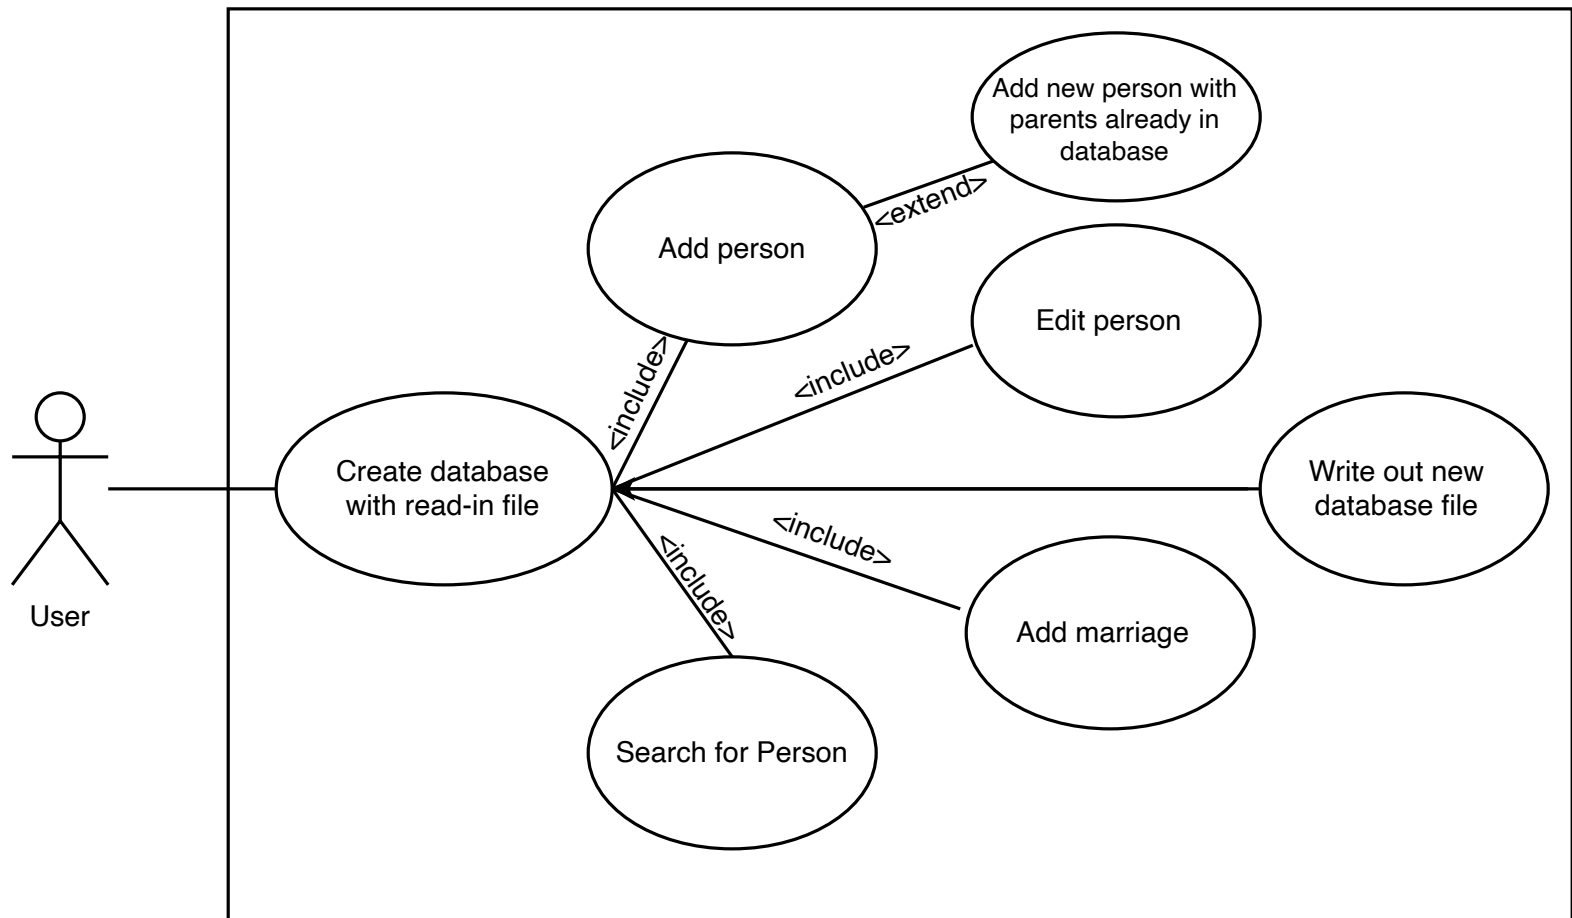 Add new person with
parents already in
database
<extend>
Add person
Edit person
<include>
<include>
Create database
with read-in file
Write out new
database file
<include>
<include>
User
Add marriage
Search for Person